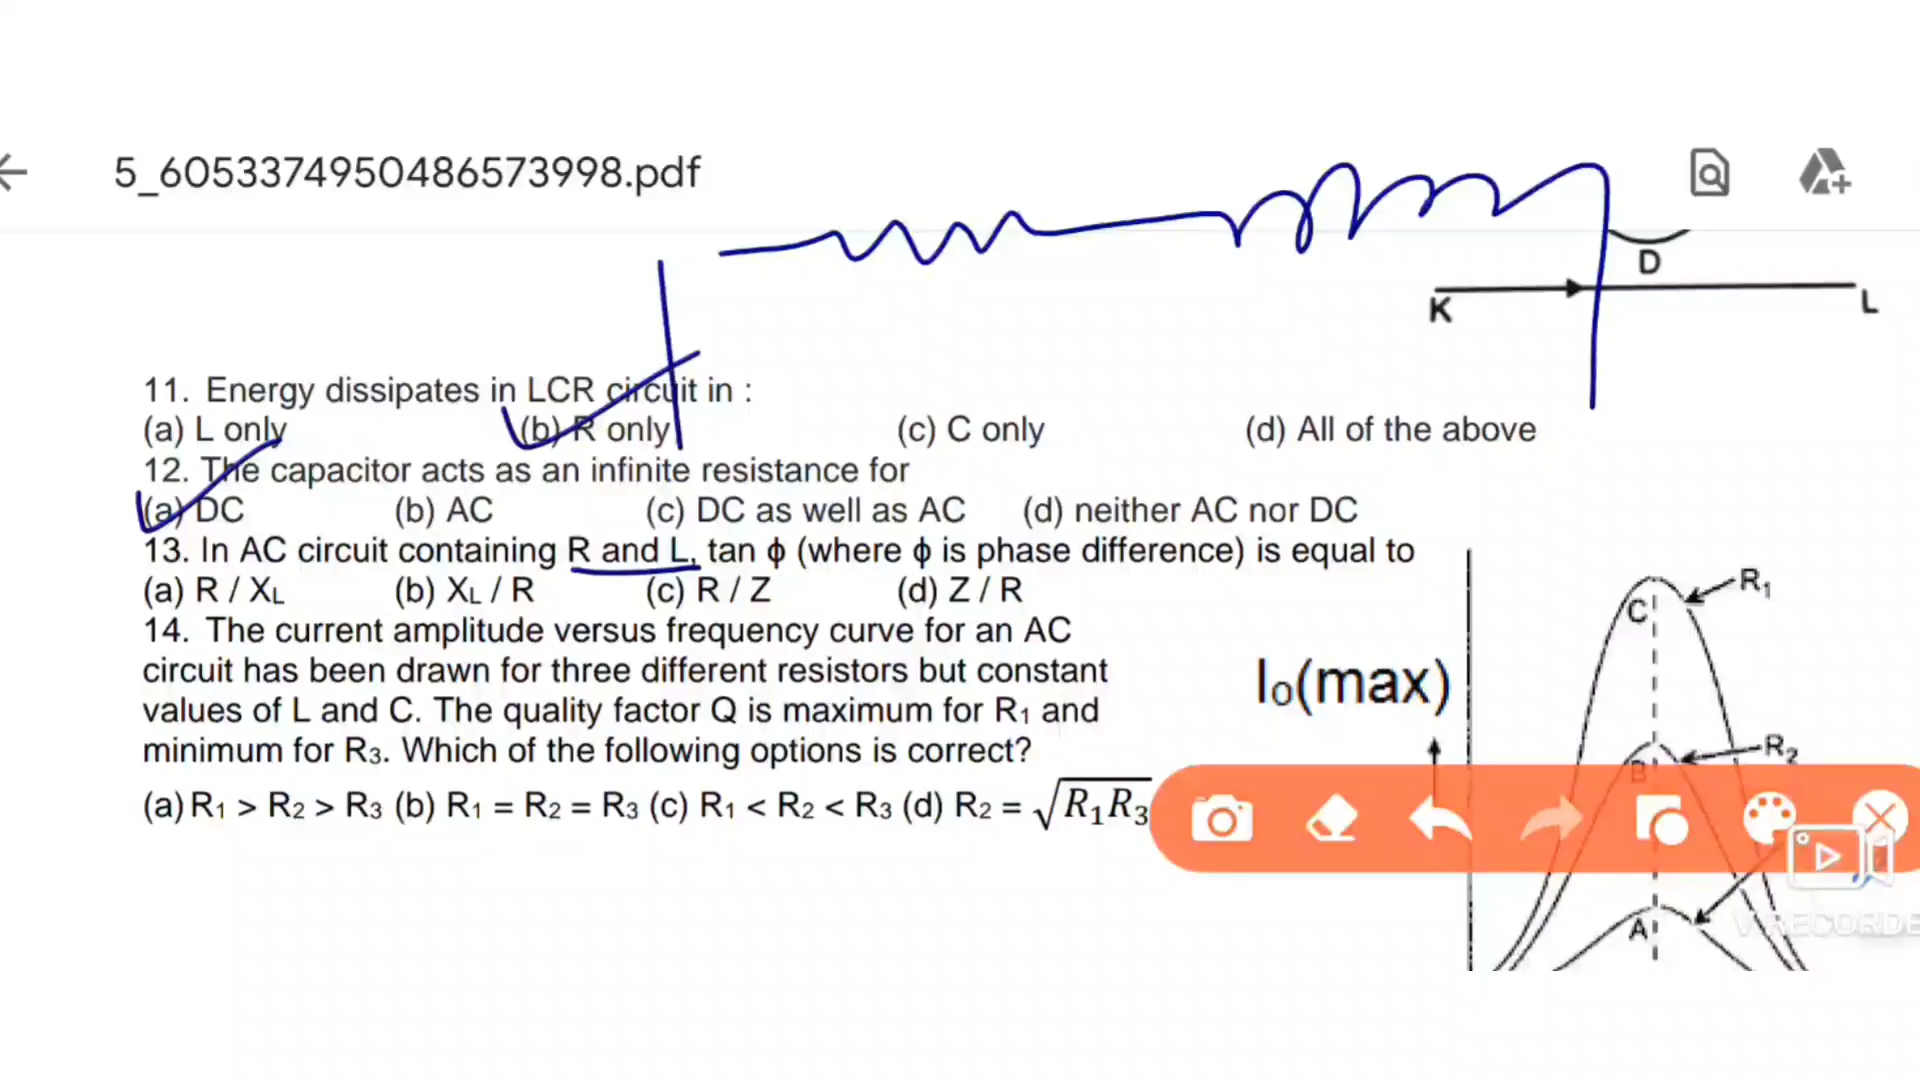 5_6053374950486573998.pdf
D
K
L
11. Energy dissipates in LCR circuit in :
(a) L only (b) R only (c) C only (d) All of the above
12. The capacitor acts as an infinite resistance for
(a) DC (b) AC (c) DC as well as AC (d) neither AC nor DC
13. In AC circuit containing R and L, tan ϕ (where ϕ is phase difference) is equal to
(a) R / XL (b) XL / R (c) R / Z (d) Z / R
14. The current amplitude versus frequency curve for an AC
circuit has been drawn for three different resistors but constant
values of L and C. The quality factor Q is maximum for R1 and
minimum for R3. Which of the following options is correct?
(a) R1 > R2 > R3 (b) R1 = R2 = R3 (c) R1 < R2 < R3 (d) R2 = √R1R3
I0(max)
C
R1
B
R2
A